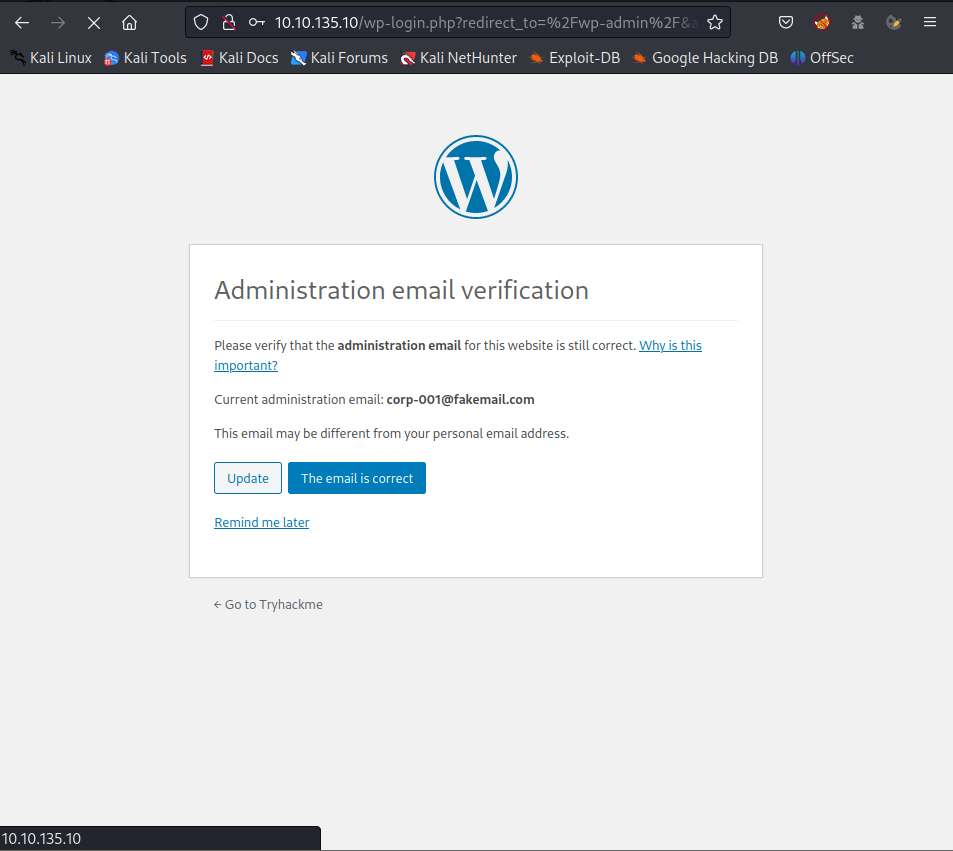 10.10.135.10/wp-login.php?redirect_to=%2Fwp-admin%2F&a
Kali Linux Kali Tools Kali Docs Kali Forums Kali NetHunter Exploit-DB Google Hacking DB OffSec
Administration email verification
Please verify that the administration email for this website is still correct. Why is this
important?
Current administration email: corp-001@fakemail.com
This email may be different from your personal email address.
Update The email is correct
Remind me later
← Go to Tryhackme
10.10.135.10